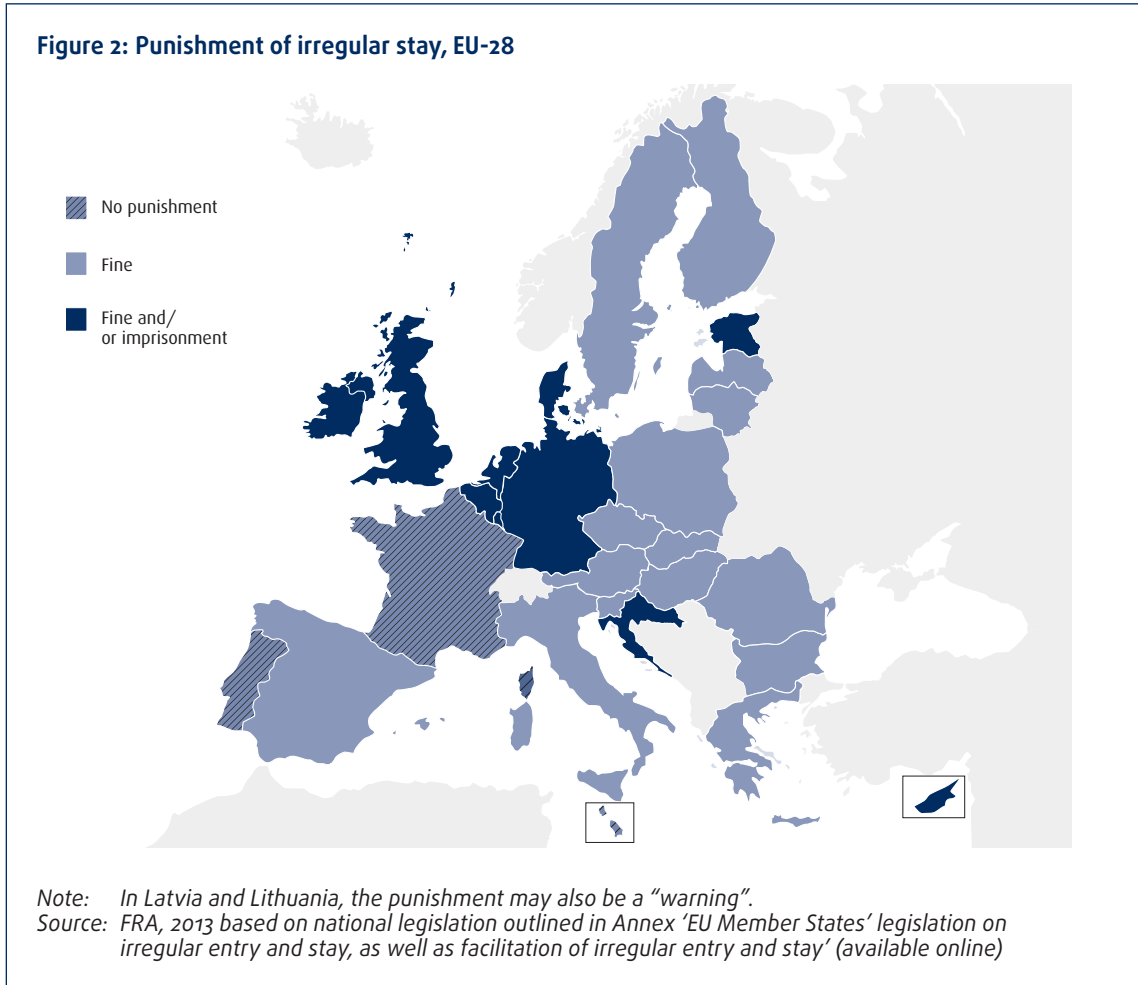 Figure 2: Punishment of irregular stay, EU-28
No punishment
Fine
Fine and/
or imprisonment
Note: In Latvia and Lithuania, the punishment may also be a “warning”.
Source: FRA, 2013 based on national legislation outlined in Annex ‘EU Member States’ legislation on
irregular entry and stay, as well as facilitation of irregular entry and stay’ (available online)